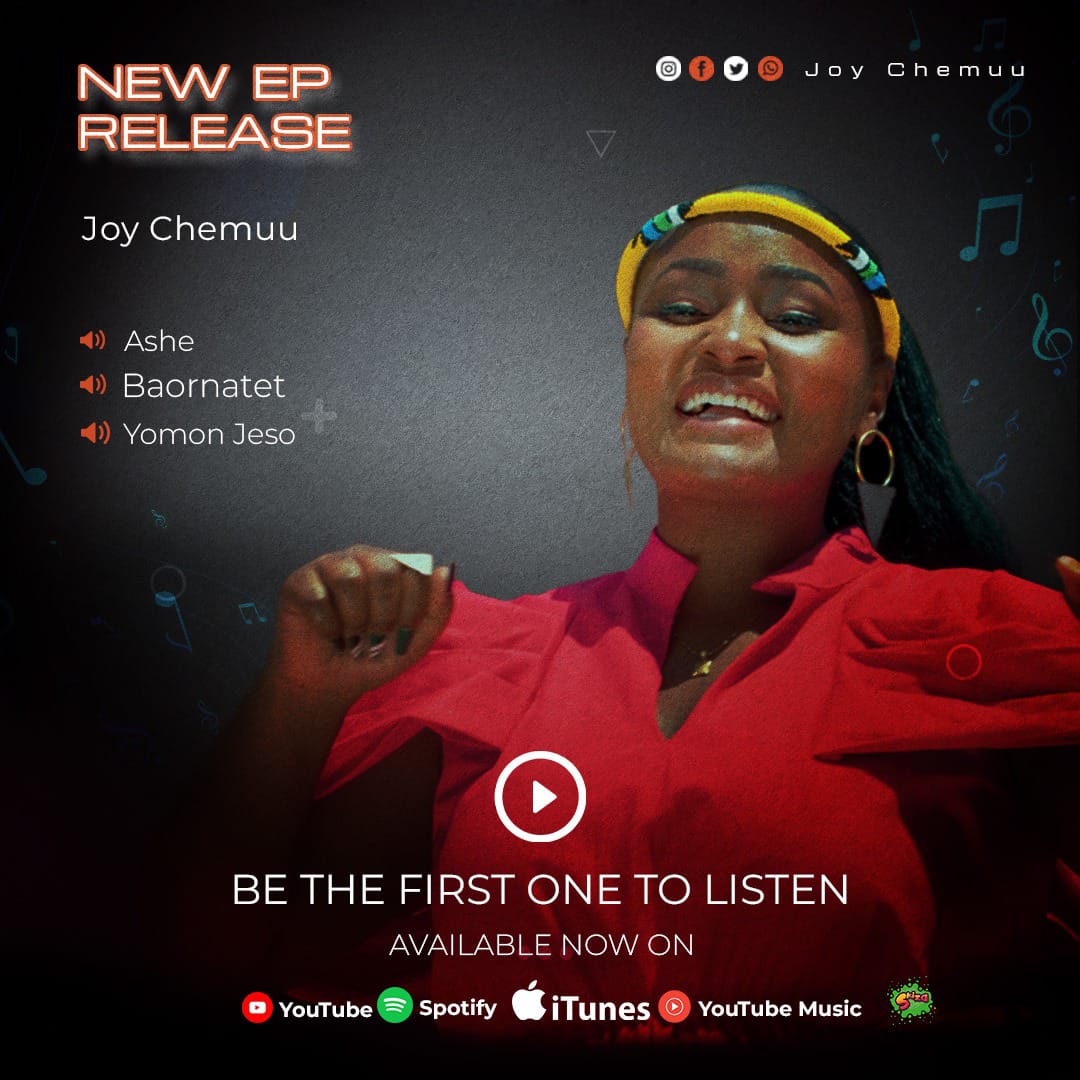 NEW EP
RELEASE
Joy Chemuu
Joy Chemuu
Ashe
Baornatet
Yomon Jeso
BE THE FIRST ONE TO LISTEN
AVAILABLE NOW ON
YouTube Spotify iTunes YouTube Music Skiza